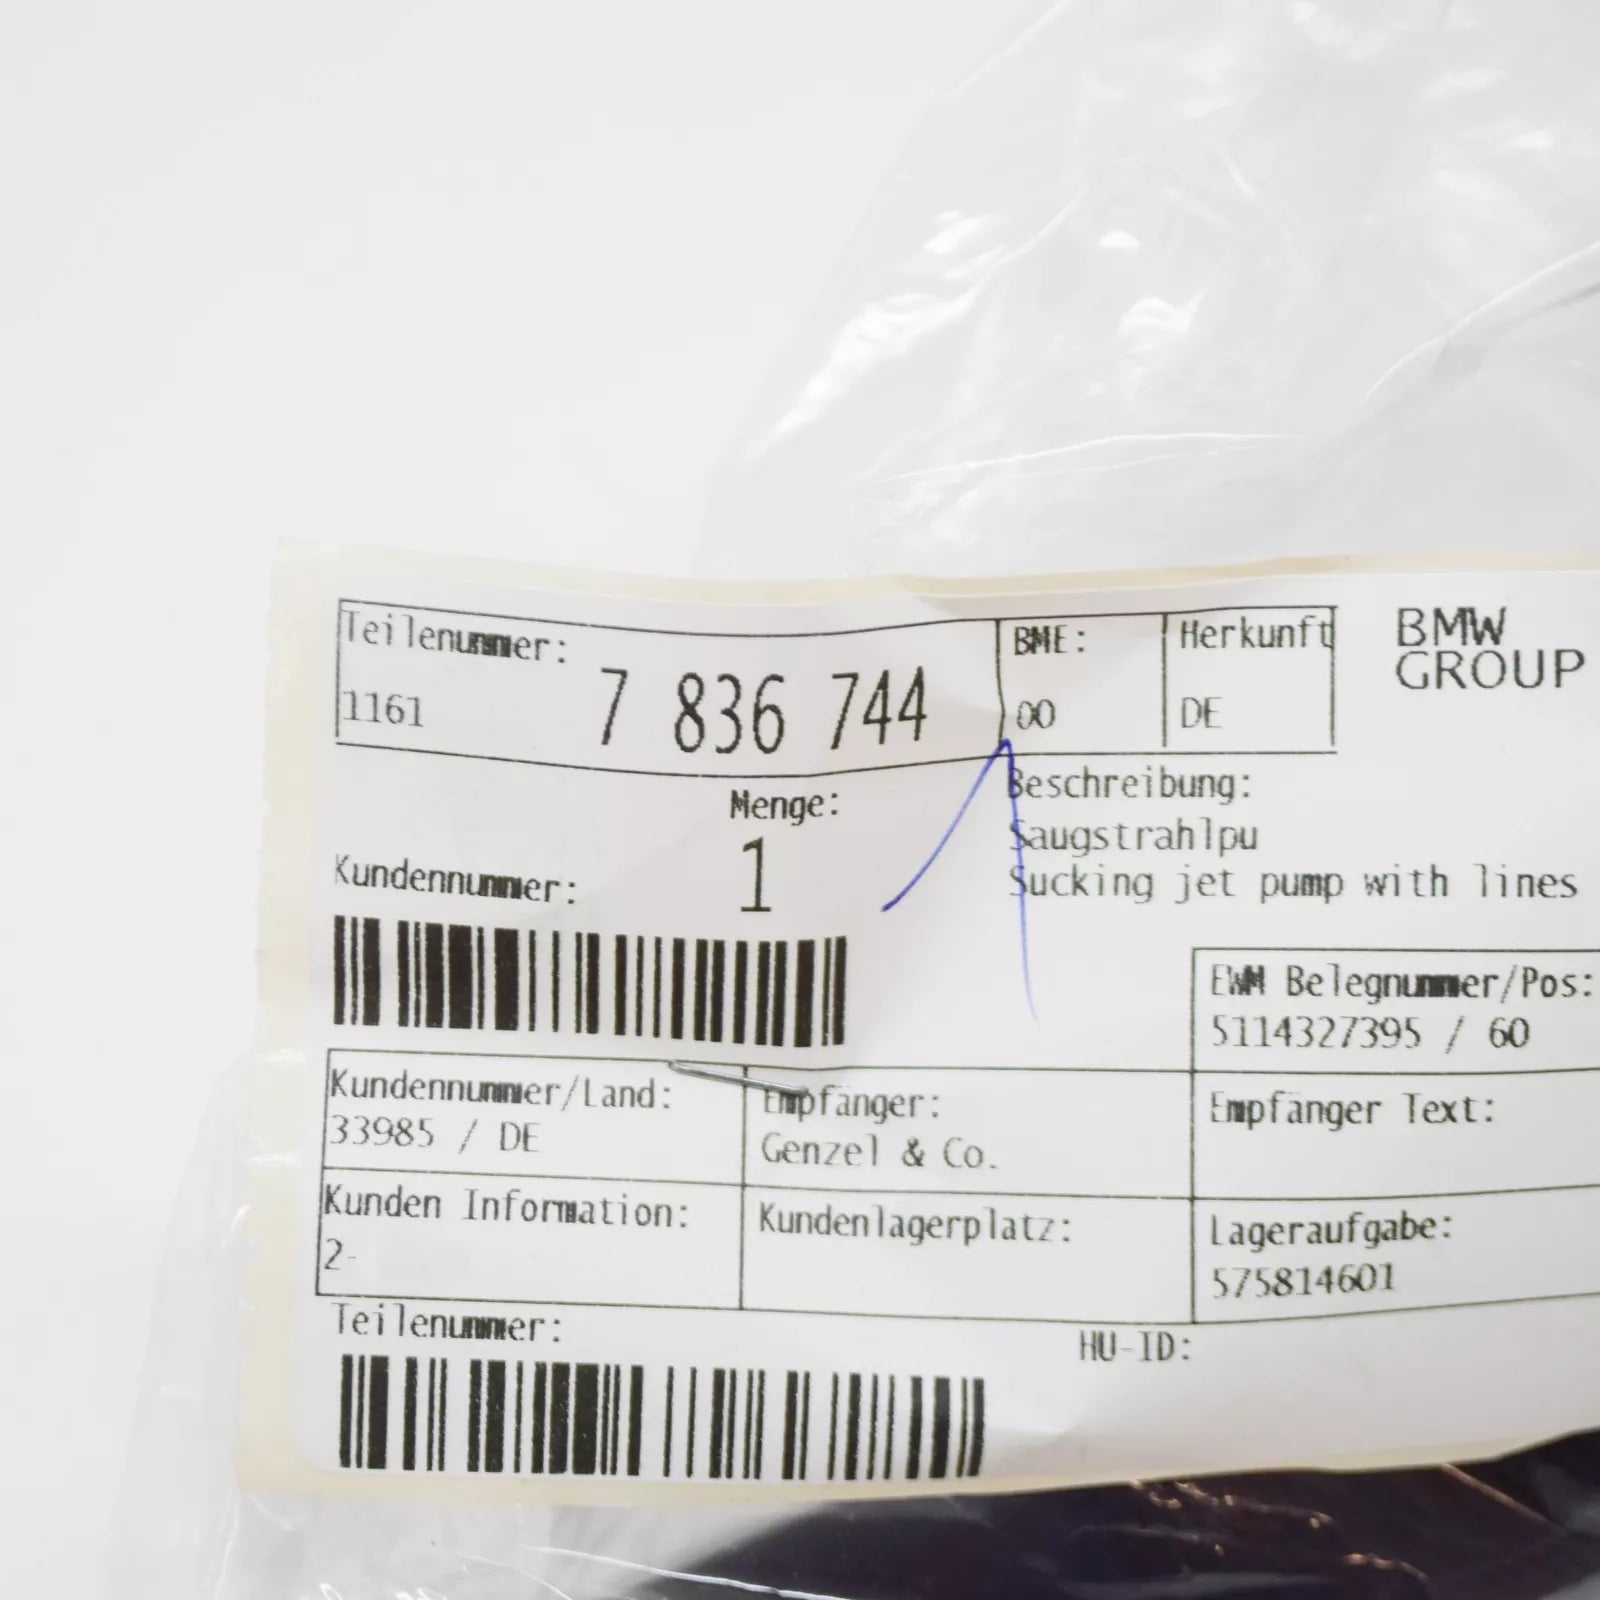 Teilenummer:
1161 7 836 744
BME:
00
Herkunft
DE
BMW
GROUP
Menge:
1
Kundennummer:
Beschreibung:
Saugstrahlpu
Sucking jet pump with lines
EWM Belegnummer/Pos:
5114327395 / 60
Kundennummer/Land:
33985 / DE
Empfänger:
Genzel & Co.
Empfänger Text:
Kunden Information:
2-
Kundenlagerplatz:
Lageraufgabe:
575814601
Teilenummer:
HU-ID: